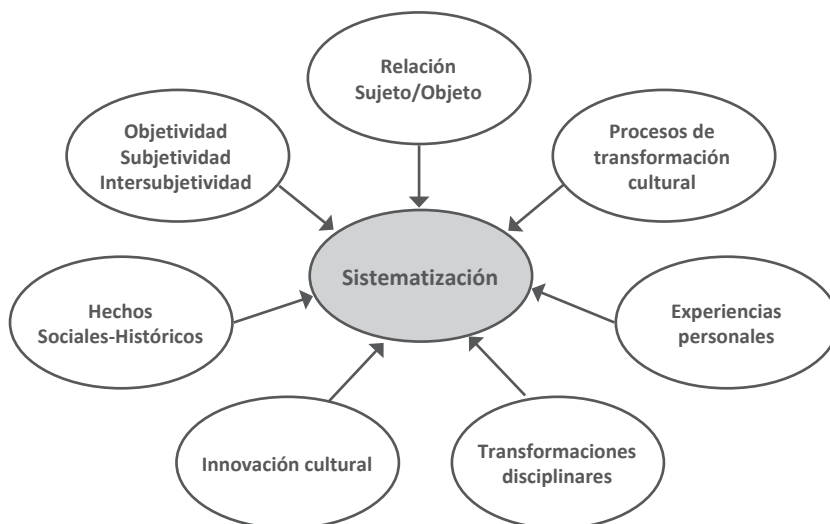 Relación
Sujeto/Objeto
Objetividad
Subjetividad
Intersubjetividad
Procesos de
transformación
cultural
Sistematización
Hechos
Sociales-Históricos
Experiencias
personales
Innovación cultural
Transformaciones
disciplinares